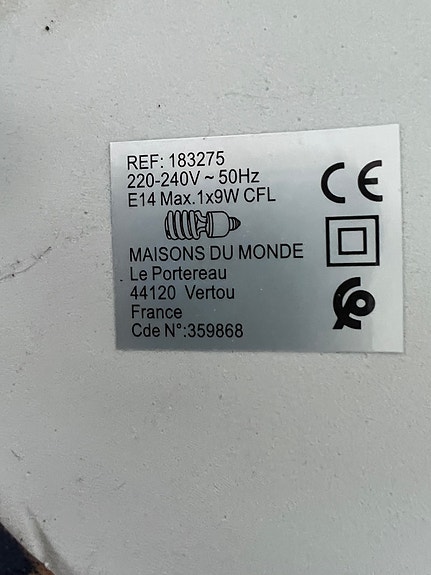 REF: 183275
220-240V ~ 50Hz
E14 Max.1x9W CFL
CE
MAISONS DU MONDE
Le Portereau
44120 Vertou
France
Cde N°:359868